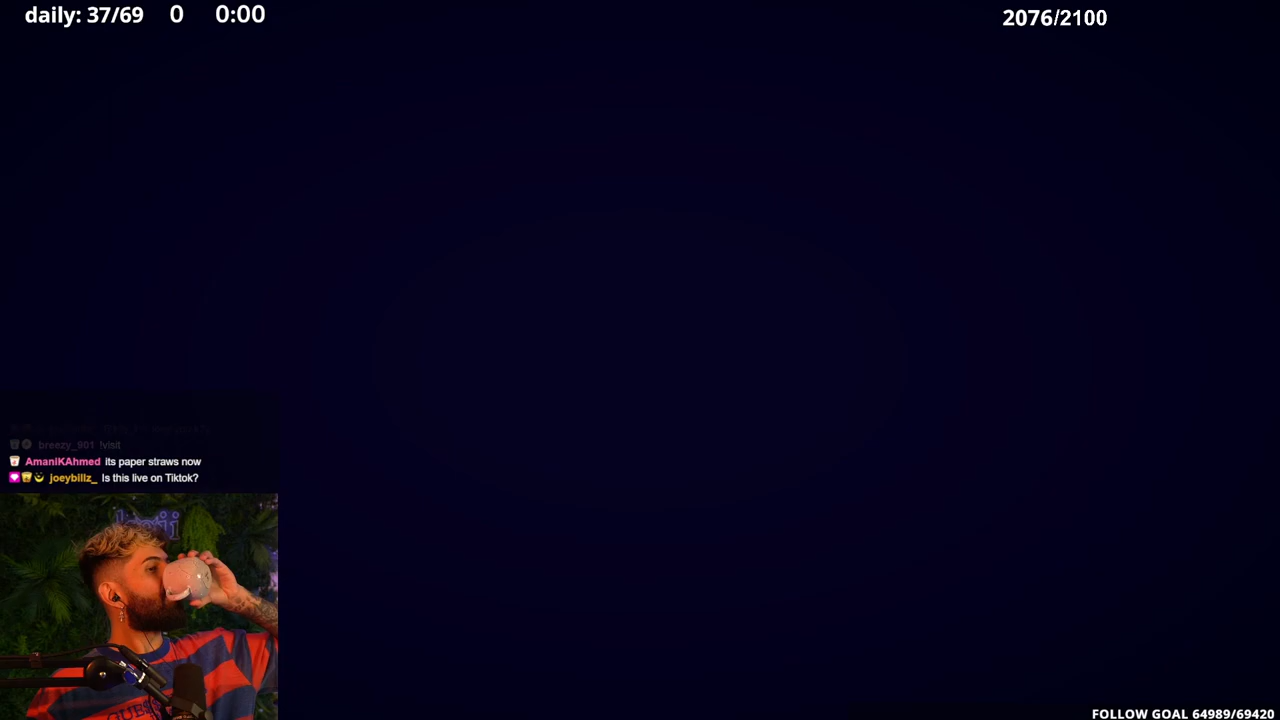 daily: 37/69 0 0:00
2076/2100
breezy_901 !visit
AmaniKAhmed its paper straws now
joeybillz_ Is this live on Tiktok?
GUESS
FOLLOW GOAL 64989/69420